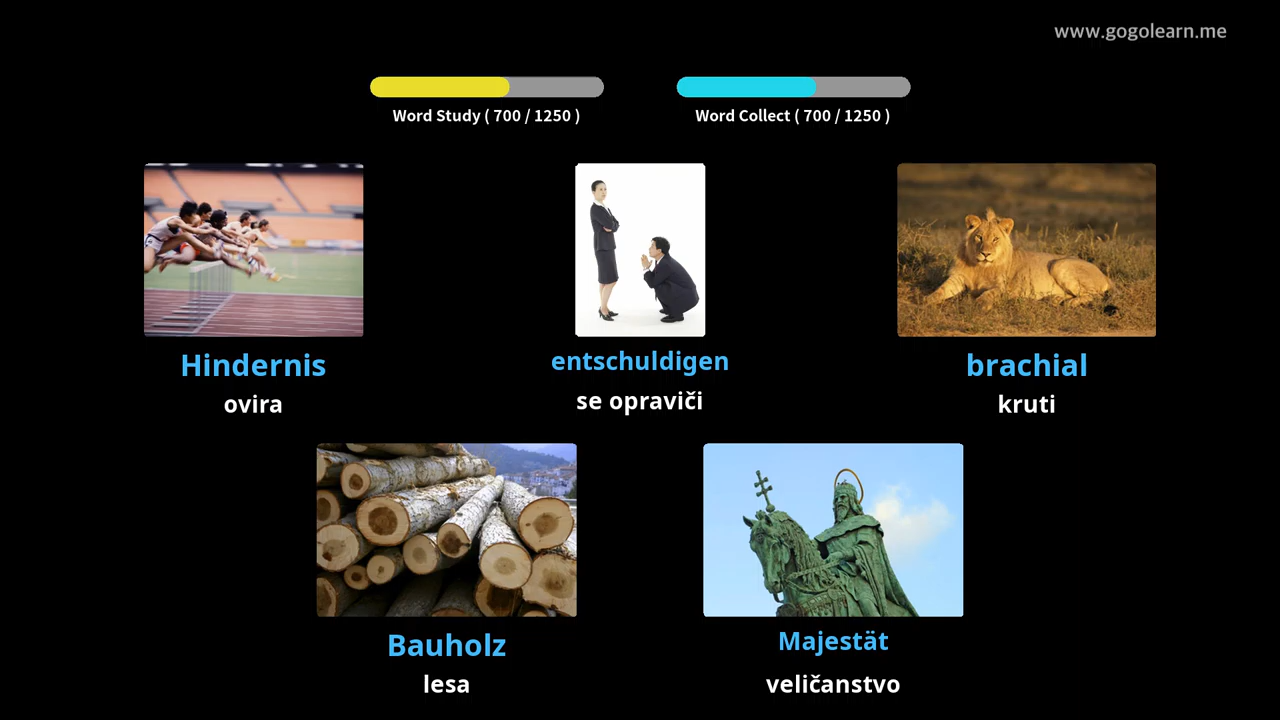 www.gogolearn.me
Word Study ( 700 / 1250 )
Word Collect ( 700 / 1250 )
Hindernis
ovira
entschuldigen
se opraviči
brachial
kruti
Bauholz
lesa
Majestät
veličanstvo